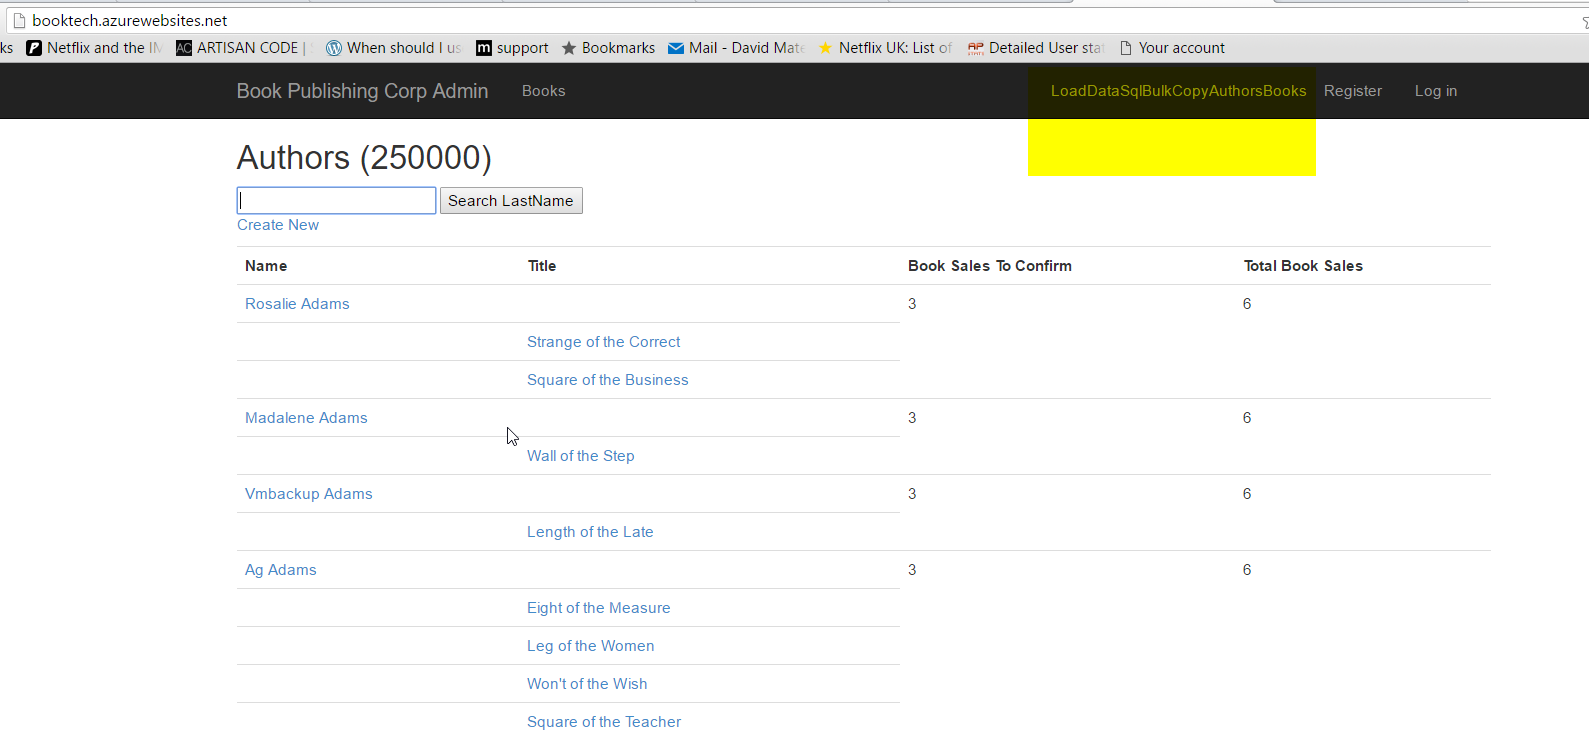 booktech.azurewebsites.net
ks Netflix and the ARTISAN CODE | When should I us support Bookmarks Mail - David Mate Netflix UK: List of Detailed User stat Your account
Book Publishing Corp Admin Books LoadDataSqlBulkCopyAuthorsBooks Register Log in
Authors (250000)
Search LastName
Create New
Name Title Book Sales To Confirm Total Book Sales
Rosalie Adams 3 6
Strange of the Correct
Square of the Business
Madalene Adams 3 6
Wall of the Step
Vmbackup Adams 3 6
Length of the Late
Ag Adams 3 6
Eight of the Measure
Leg of the Women
Won't of the Wish
Square of the Teacher